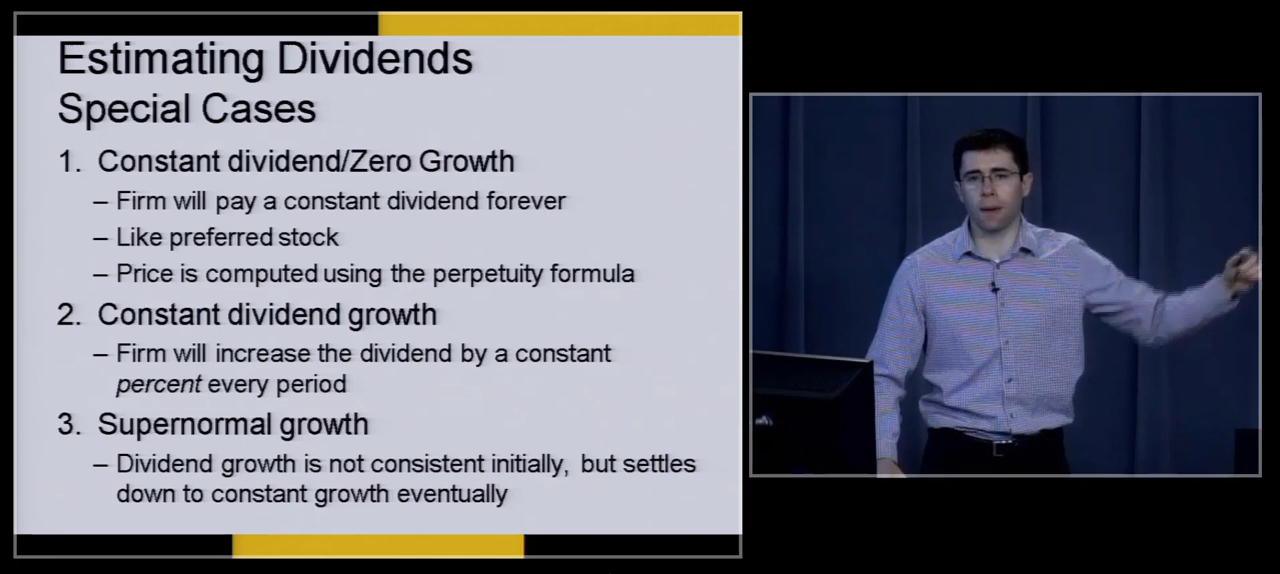 Estimating Dividends
Special Cases
1. Constant dividend/Zero Growth
– Firm will pay a constant dividend forever
– Like preferred stock
– Price is computed using the perpetuity formula
2. Constant dividend growth
– Firm will increase the dividend by a constant
percent every period
3. Supernormal growth
– Dividend growth is not consistent initially, but settles
down to constant growth eventually